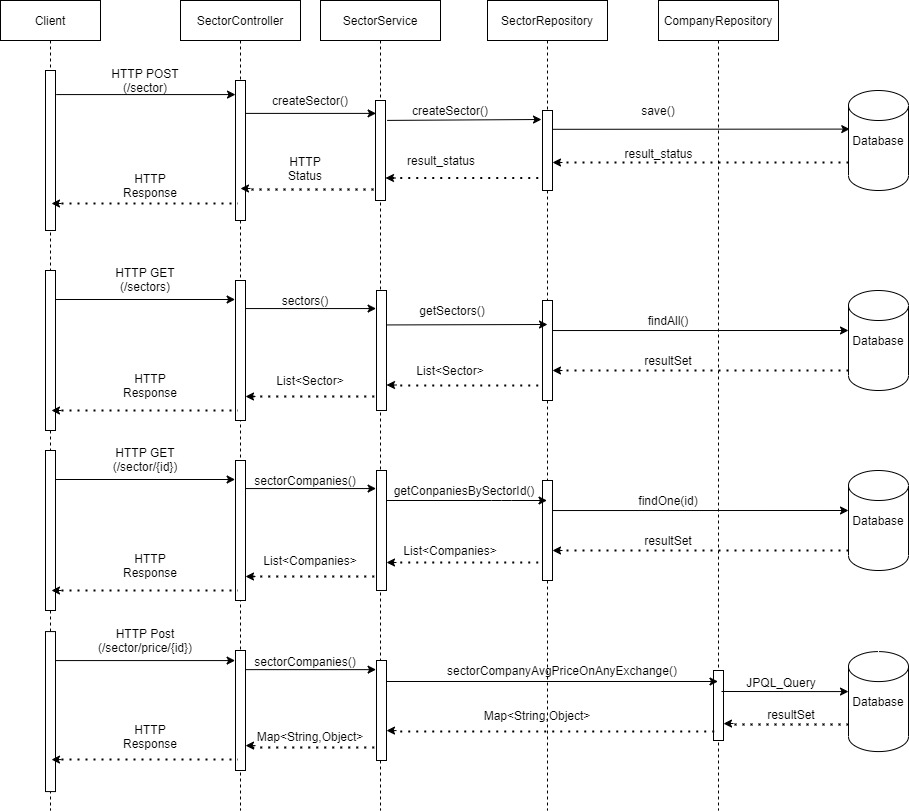 Client
SectorController
SectorService
SectorRepository
CompanyRepository
HTTP POST
(/sector)
createSector()
createSector()
save()
Database
result_status
result_status
HTTP
Status
HTTP
Response
HTTP GET
(/sectors)
sectors()
getSectors()
findAll()
Database
resultSet
List<Sector>
List<Sector>
HTTP
Response
HTTP GET
(/sector/{id})
sectorCompanies()
getConpaniesBySectorId()
findOne(id)
Database
resultSet
List<Companies>
List<Companies>
HTTP
Response
HTTP Post
(/sector/price/{id})
sectorCompanies()
sectorCompanyAvgPriceOnAnyExchange()
JPQL_Query
Database
resultSet
Map<String,Object>
Map<String,Object>
HTTP
Response